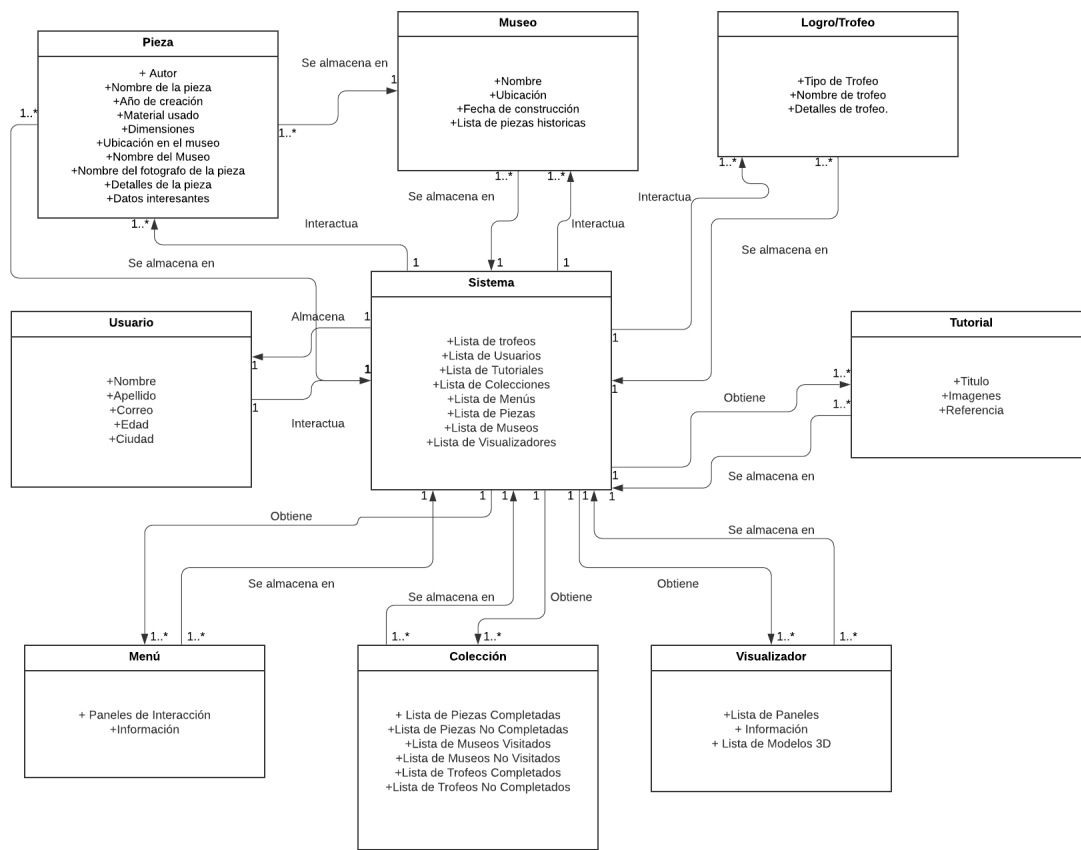 Pieza
+ Autor
+Nombre de la pieza
+Año de creación
+Material usado
+Dimensiones
+Ubicación en el museo
+Nombre del Museo
+Nombre del fotografo de la pieza
+Detalles de la pieza
+Datos interesantes
1..*
1..*
1..*
Se almacena en
1
Museo
+Nombre
+Ubicación
+Fecha de construcción
+Lista de piezas historicas
1..*
1..*
Logro/Trofeo
+Tipo de Trofeo
+Nombre de trofeo
+Detalles de trofeo.
1..*
1..*
Interactua
Se almacena en
Interactua
Interactua
Se almacena en
1
1
1
Se almacena en
Sistema
+Lista de trofeos
+Lista de Usuarios
+Lista de Tutoriales
+Lista de Colecciones
+Lista de Menús
+Lista de Piezas
+Lista de Museos
+Lista de Visualizadores
Usuario
+Nombre
+Apellido
+Correo
+Edad
+Ciudad
Almacena
1
1
1
1
Interactua
1
1
Tutorial
+Titulo
+Imagenes
+Referencia
1..*
Obtiene
1..*
1
Se almacena en
1
1
1
1
1
1
1
Obtiene
Se almacena en
Se almacena en
Obtiene
Se almacena en
Obtiene
1..*
1..*
1..*
1..*
1..*
1..*
Menú
+ Paneles de Interacción
+Información
Colección
+ Lista de Piezas Completadas
+Lista de Piezas No Completadas
+Lista de Museos Visitados
+Lista de Museos No Visitados
+Lista de Trofeos Completados
+Lista de Trofeos No Completados
Visualizador
+Lista de Paneles
+ Información
+ Lista de Modelos 3D